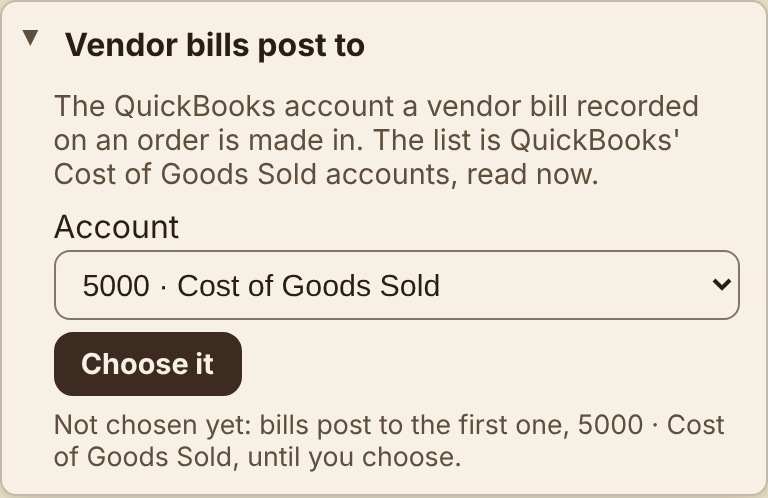 Vendor bills post to
The QuickBooks account a vendor bill recorded
on an order is made in. The list is QuickBooks'
Cost of Goods Sold accounts, read now.
Account
5000 · Cost of Goods Sold
Choose it
Not chosen yet: bills post to the first one, 5000 · Cost
of Goods Sold, until you choose.